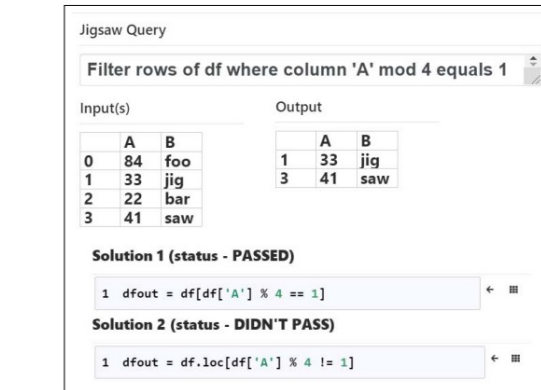 Jigsaw Query
Filter rows of df where column 'A' mod 4 equals 1
Input(s) Output
A B A B
0 84 foo 1 33 jig
1 33 jig 3 41 saw
2 22 bar
3 41 saw
Solution 1 (status - PASSED)
1 dfout = df[df['A'] % 4 == 1]
Solution 2 (status - DIDN'T PASS)
1 dfout = df.loc[df['A'] % 4 != 1]